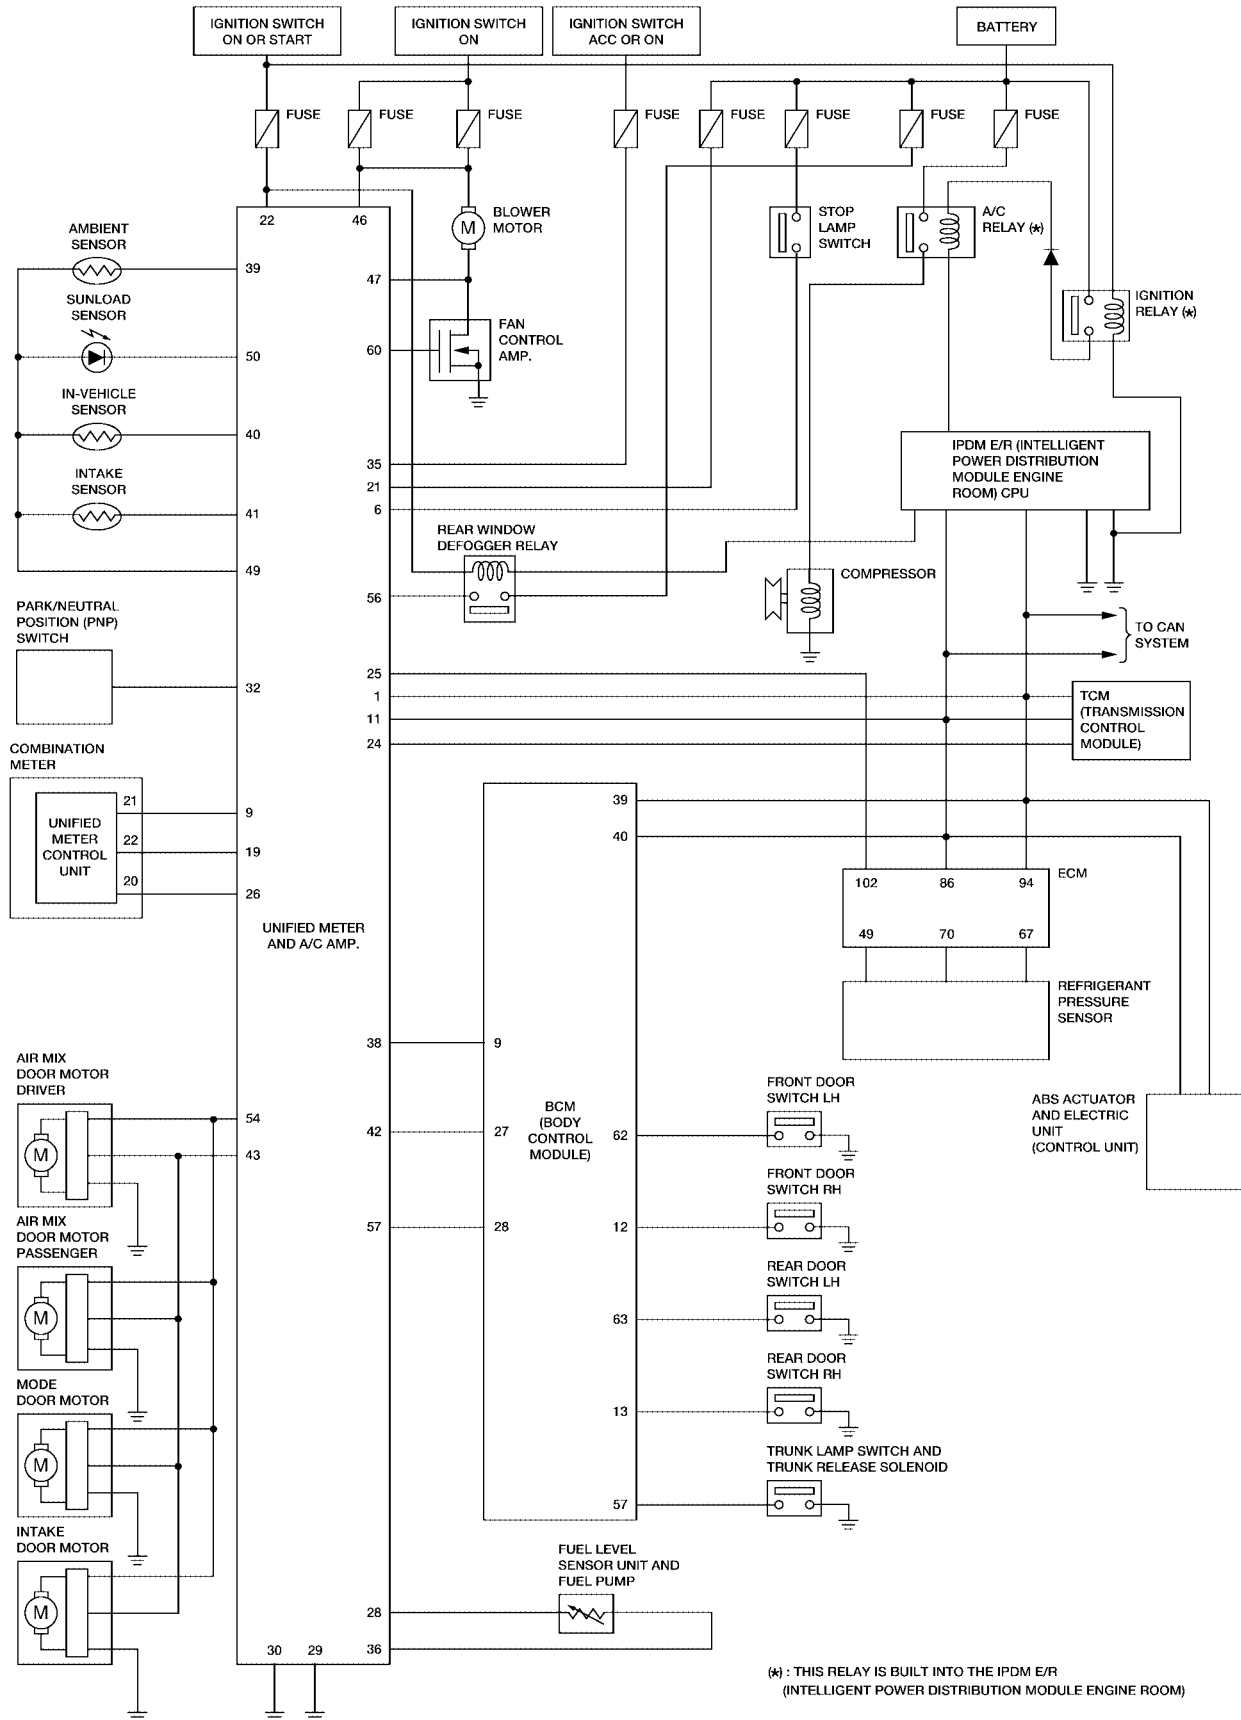 IGNITION SWITCH
ON OR START
IGNITION SWITCH
ON
IGNITION SWITCH
ACC OR ON
BATTERY
FUSE
FUSE
FUSE
FUSE
FUSE
FUSE
FUSE
FUSE
22
46
BLOWER
MOTOR
M
STOP
LAMP
SWITCH
A/C
RELAY (★)
AMBIENT
SENSOR
39
47
SUNLOAD
SENSOR
50
FAN
CONTROL
AMP.
60
IGNITION
RELAY (★)
IN-VEHICLE
SENSOR
40
INTAKE
SENSOR
41
35
21
6
IPDM E/R (INTELLIGENT
POWER DISTRIBUTION
MODULE ENGINE
ROOM) CPU
REAR WINDOW
DEFOGGER RELAY
49
56
COMPRESSOR
PARK/NEUTRAL
POSITION (PNP)
SWITCH
32
TO CAN
SYSTEM
25
1
11
24
TCM
(TRANSMISSION
CONTROL
MODULE)
COMBINATION
METER
UNIFIED
METER
CONTROL
UNIT
21
22
20
9
19
26
39
40
ECM
102
86
94
49
70
67
UNIFIED METER
AND A/C AMP.
REFRIGERANT
PRESSURE
SENSOR
38
9
BCM
(BODY
CONTROL
MODULE)
42
27
57
28
AIR MIX
DOOR MOTOR
DRIVER
M
54
43
FRONT DOOR
SWITCH LH
62
ABS ACTUATOR
AND ELECTRIC
UNIT
(CONTROL UNIT)
FRONT DOOR
SWITCH RH
12
AIR MIX
DOOR MOTOR
PASSENGER
M
REAR DOOR
SWITCH LH
63
MODE
DOOR MOTOR
M
REAR DOOR
SWITCH RH
13
TRUNK LAMP SWITCH AND
TRUNK RELEASE SOLENOID
57
INTAKE
DOOR MOTOR
M
FUEL LEVEL
SENSOR UNIT AND
FUEL PUMP
28
36
30
29
(★) : THIS RELAY IS BUILT INTO THE IPDM E/R
(INTELLIGENT POWER DISTRIBUTION MODULE ENGINE ROOM)